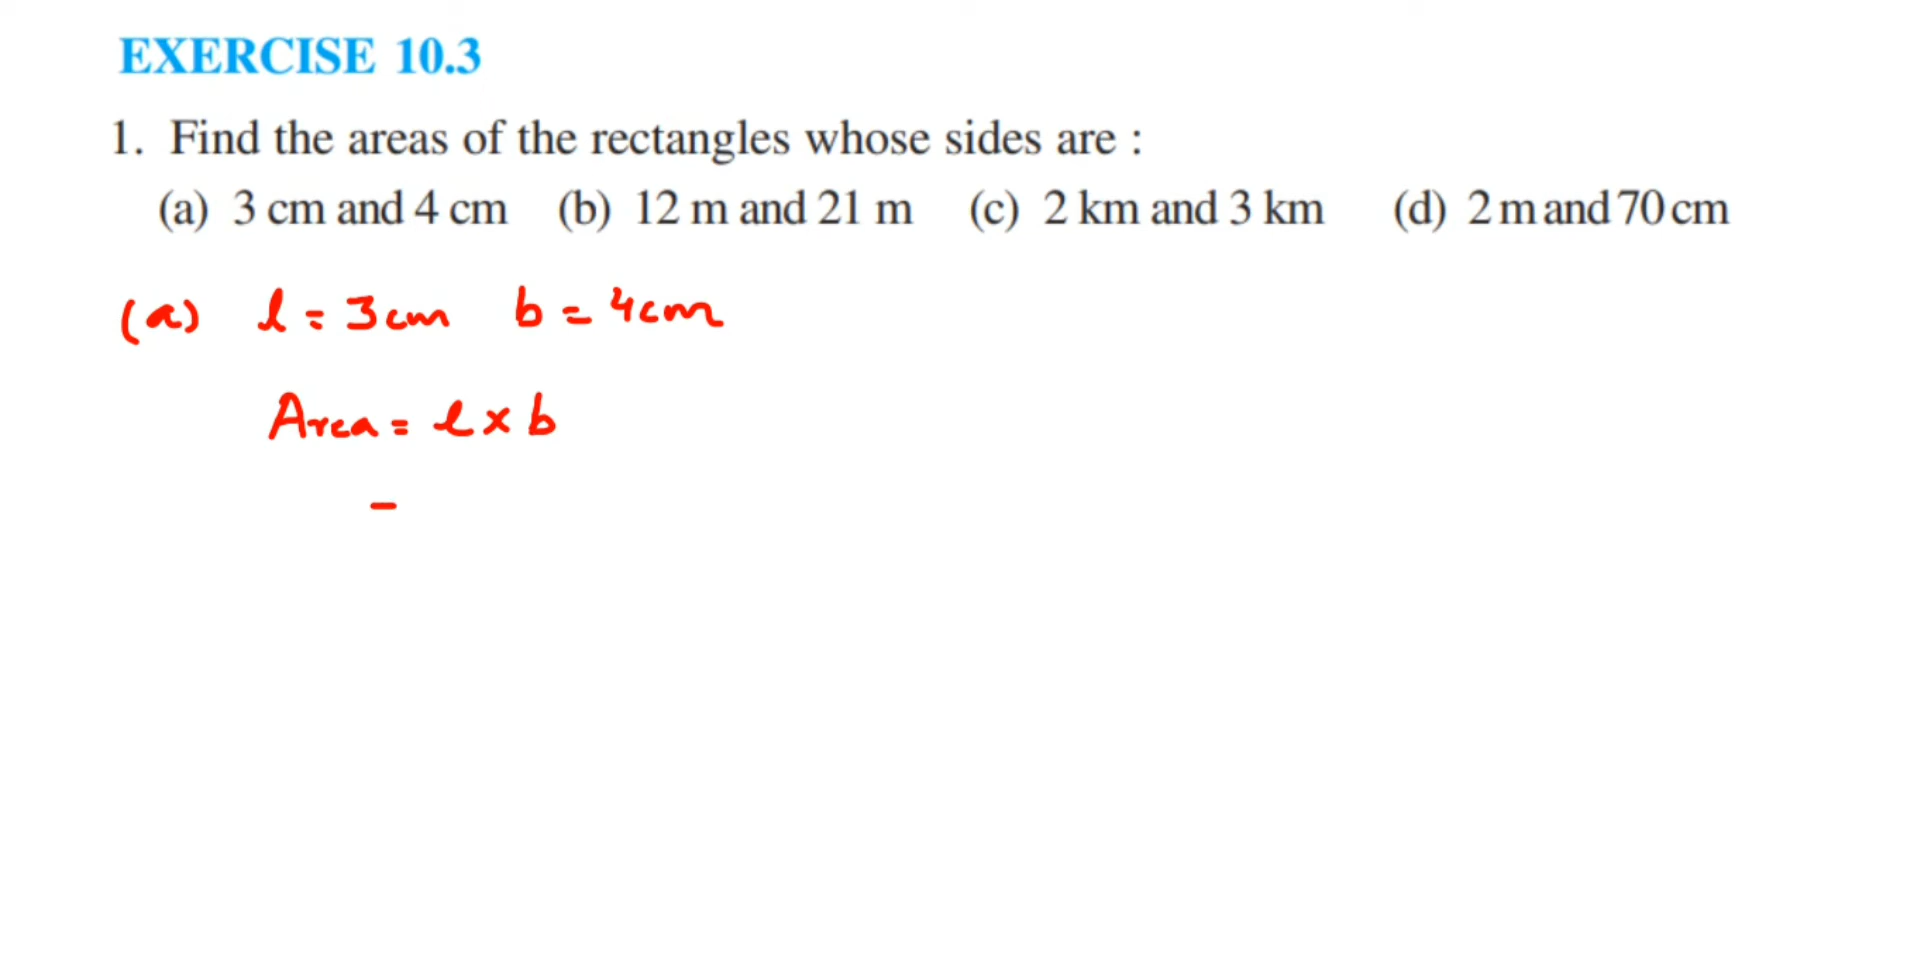 EXERCISE 10.3
1. Find the areas of the rectangles whose sides are :
(a) 3 cm and 4 cm (b) 12 m and 21 m (c) 2 km and 3 km (d) 2 m and 70 cm
(a) l = 3cm b = 4cm
Area = l × b
-